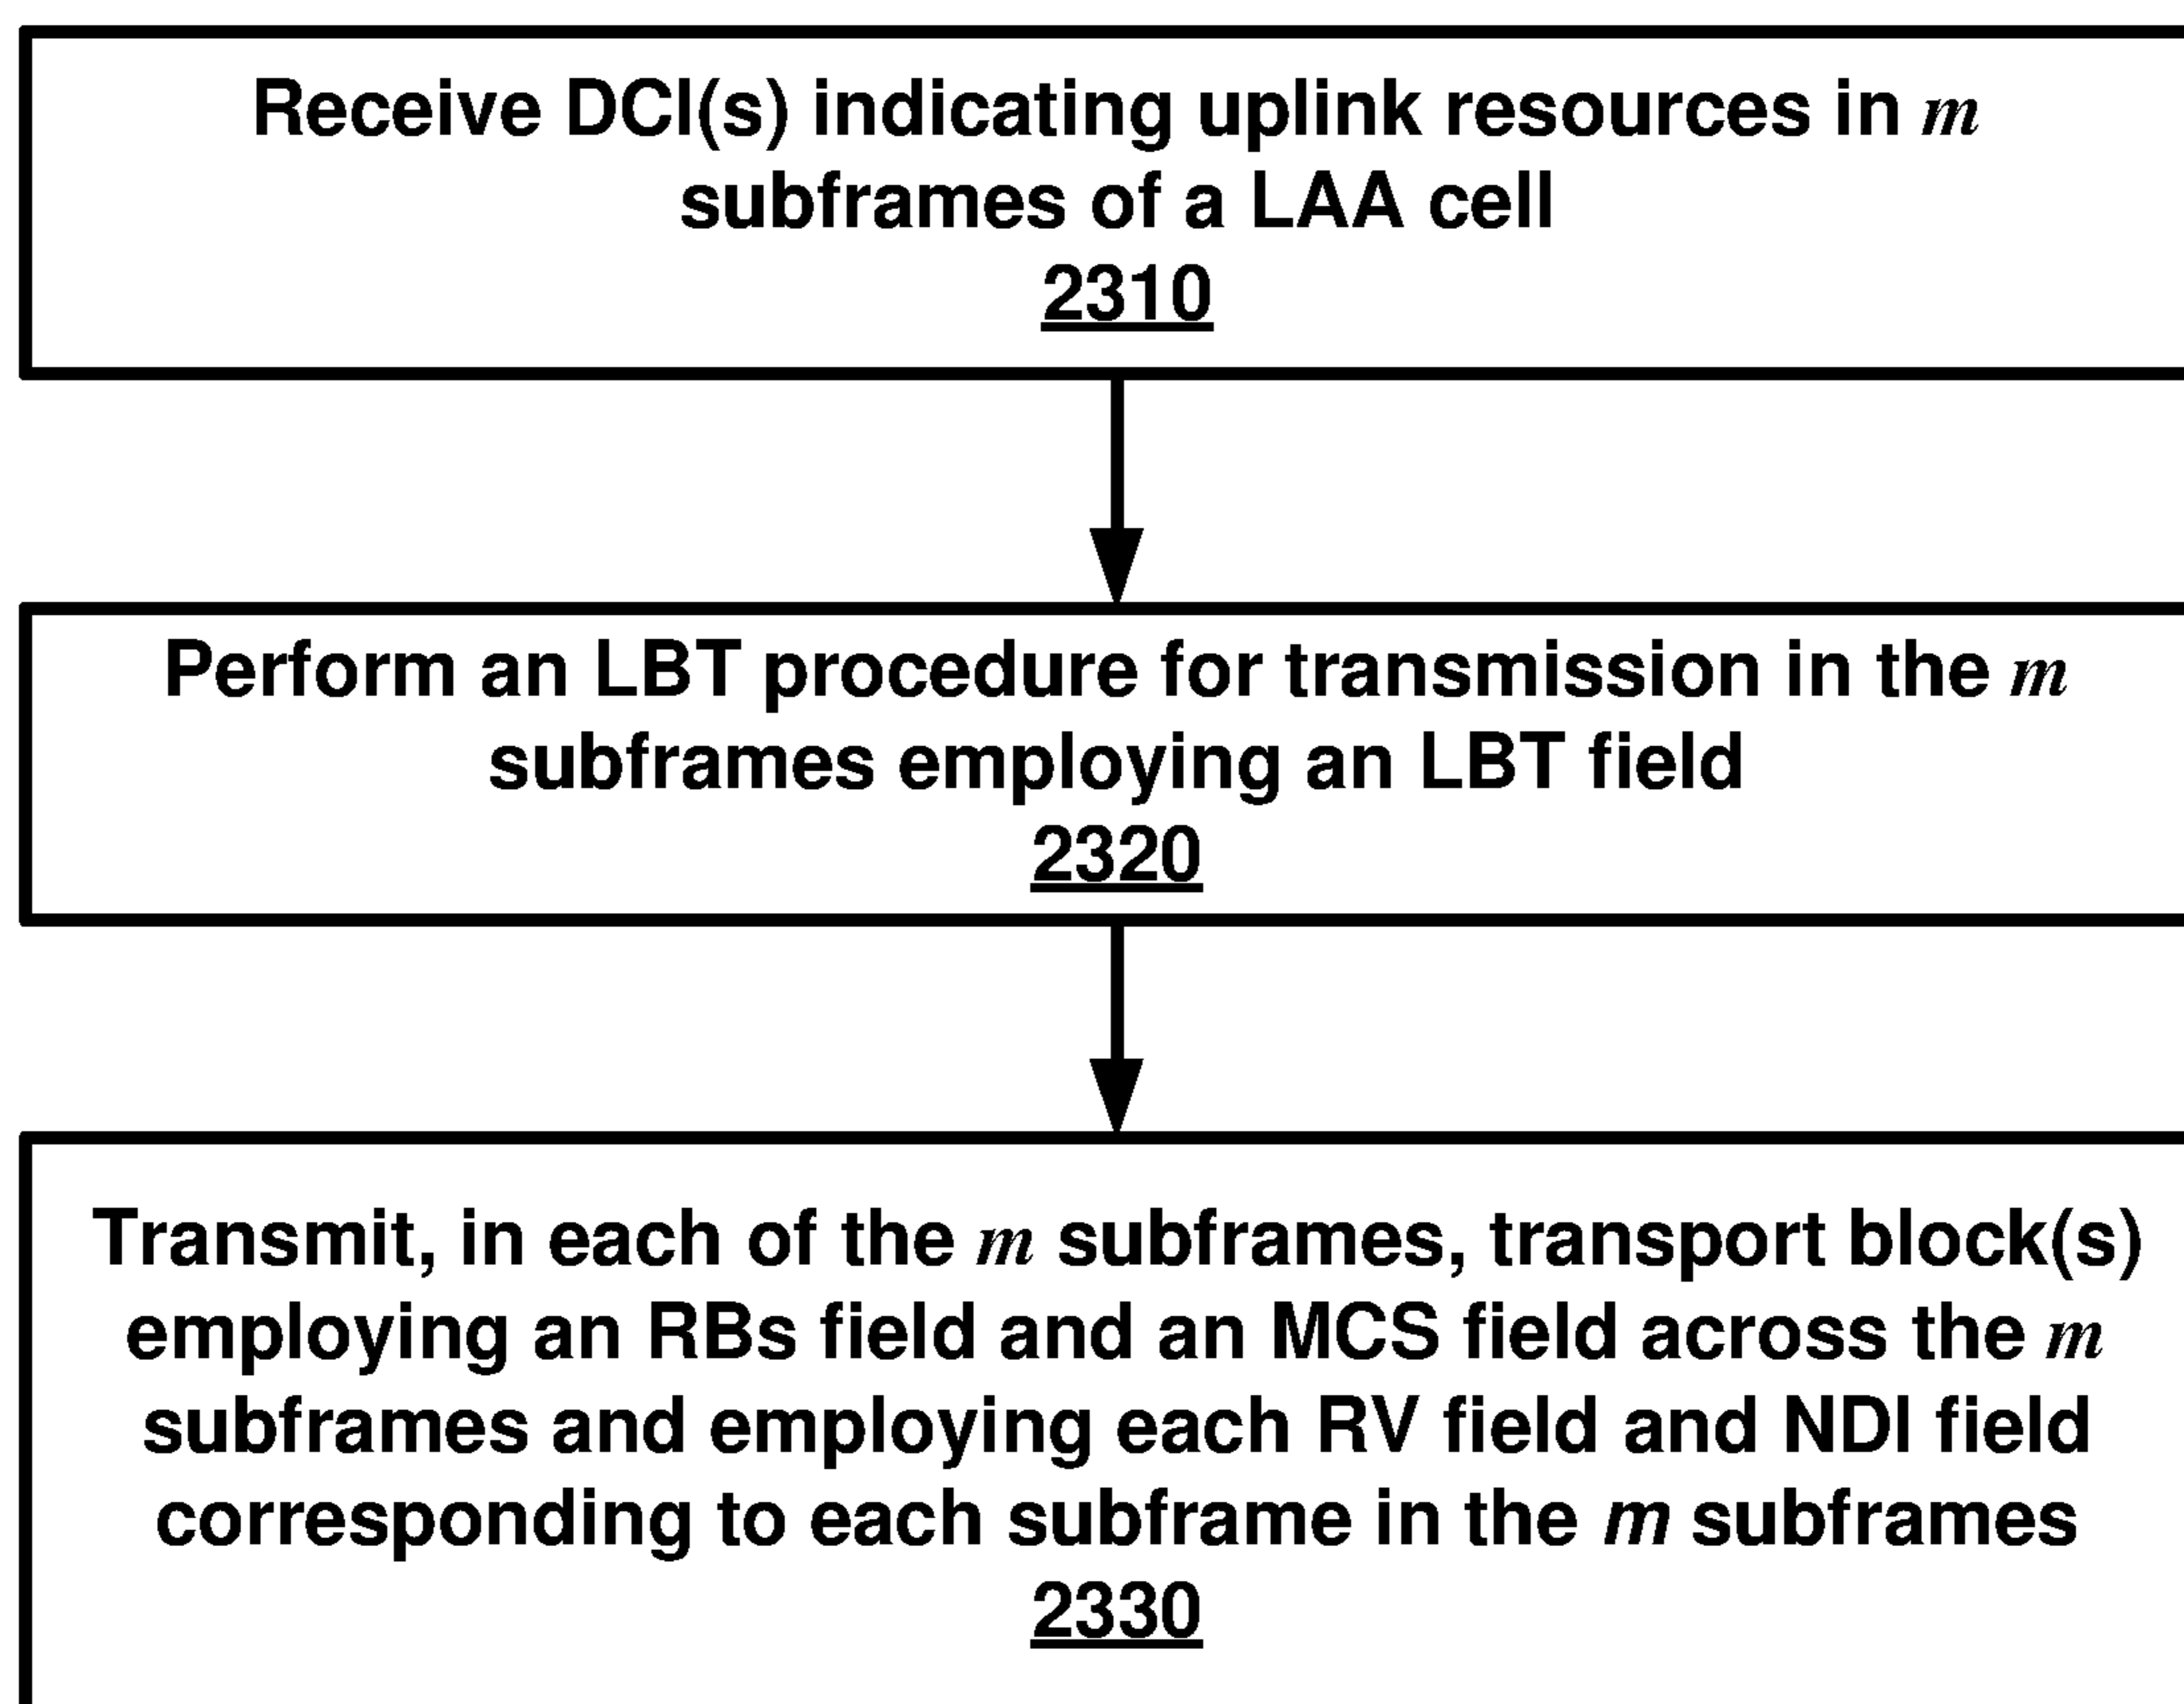 Receive DCI(s) indicating uplink resources in m
subframes of a LAA cell
2310
Perform an LBT procedure for transmission in the m
subframes employing an LBT field
2320
Transmit, in each of the m subframes, transport block(s)
employing an RBs field and an MCS field across the m
subframes and employing each RV field and NDI field
corresponding to each subframe in the m subframes
2330